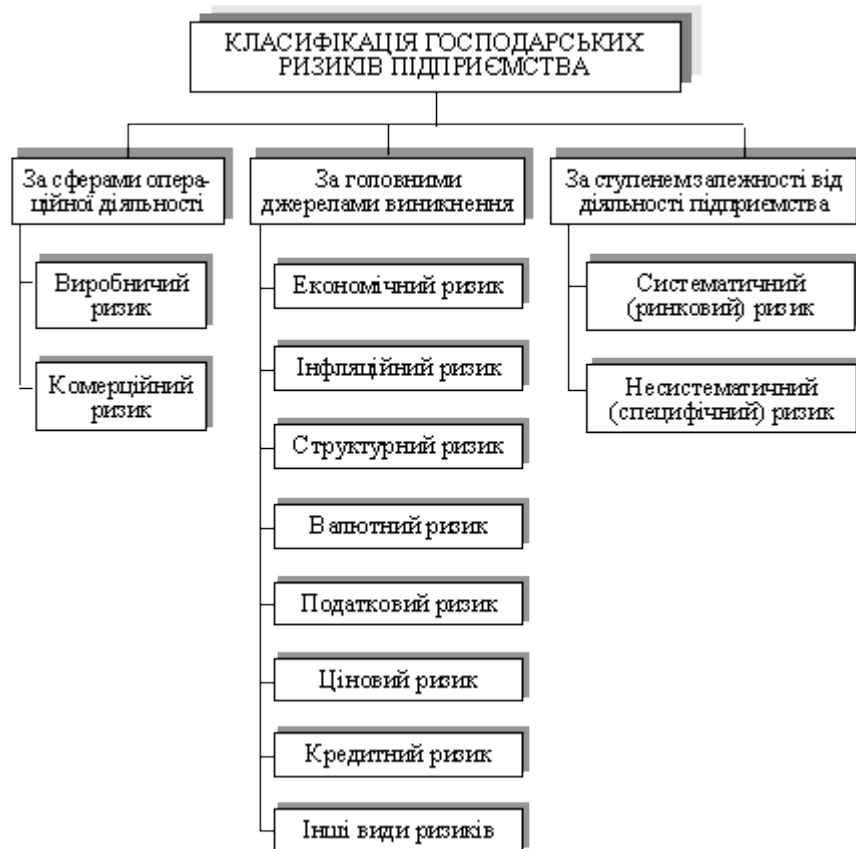 КЛАСИФІКАЦІЯ ГОСПОДАРСЬКИХ
РИЗИКІВ ПІДПРИЄМСТВА
За сферами опера-
ційної діяльності
Виробничий
ризик
Комерційний
ризик
За головними
джерелами виникнення
Економічний ризик
Інфляційний ризик
Структурний ризик
Валютний ризик
Податковий ризик
Ціновий ризик
Кредитний ризик
Інші види ризиків
За ступенем залежності від
діяльності підприємства
Систематичний
(ринковий) ризик
Несистематичний
(специфічний) ризик